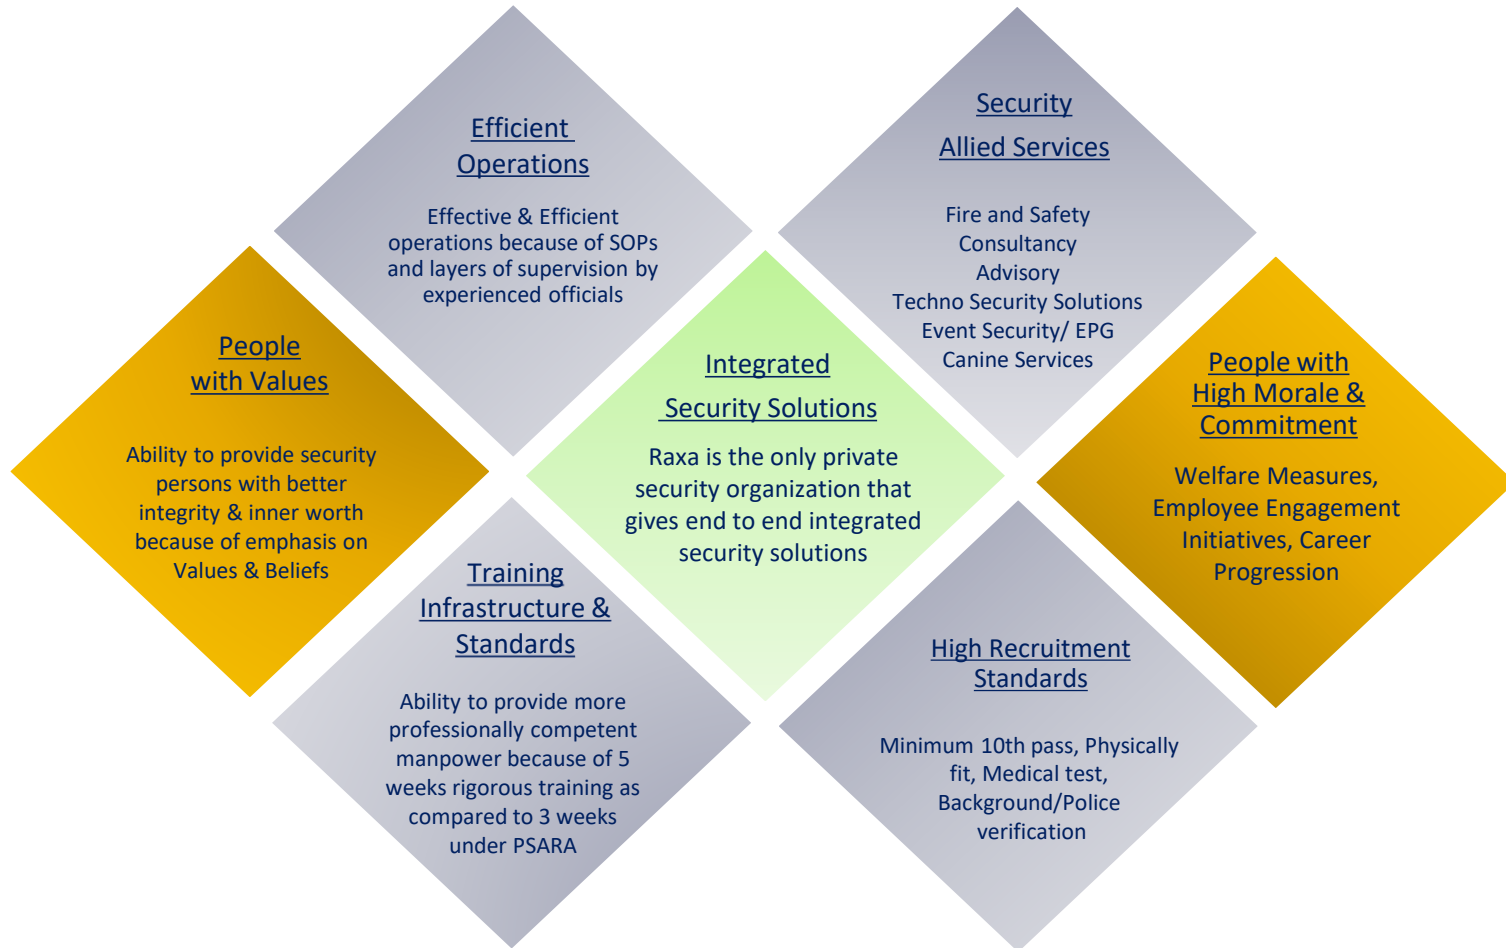 Efficient
Operations
Effective & Efficient
operations because of SOPs
and layers of supervision by
experienced officials
Security
Allied Services
Fire and Safety
Consultancy
Advisory
Techno Security Solutions
Event Security/ EPG
Canine Services
People
with Values
Ability to provide security
persons with better
integrity & inner worth
because of emphasis on
Values & Beliefs
Integrated
Security Solutions
Raxa is the only private
security organization that
gives end to end integrated
security solutions
People with
High Morale &
Commitment
Welfare Measures,
Employee Engagement
Initiatives, Career
Progression
Training
Infrastructure &
Standards
Ability to provide more
professionally competent
manpower because of 5
weeks rigorous training as
compared to 3 weeks
under PSARA
High Recruitment
Standards
Minimum 10th pass, Physically
fit, Medical test,
Background/Police
verification